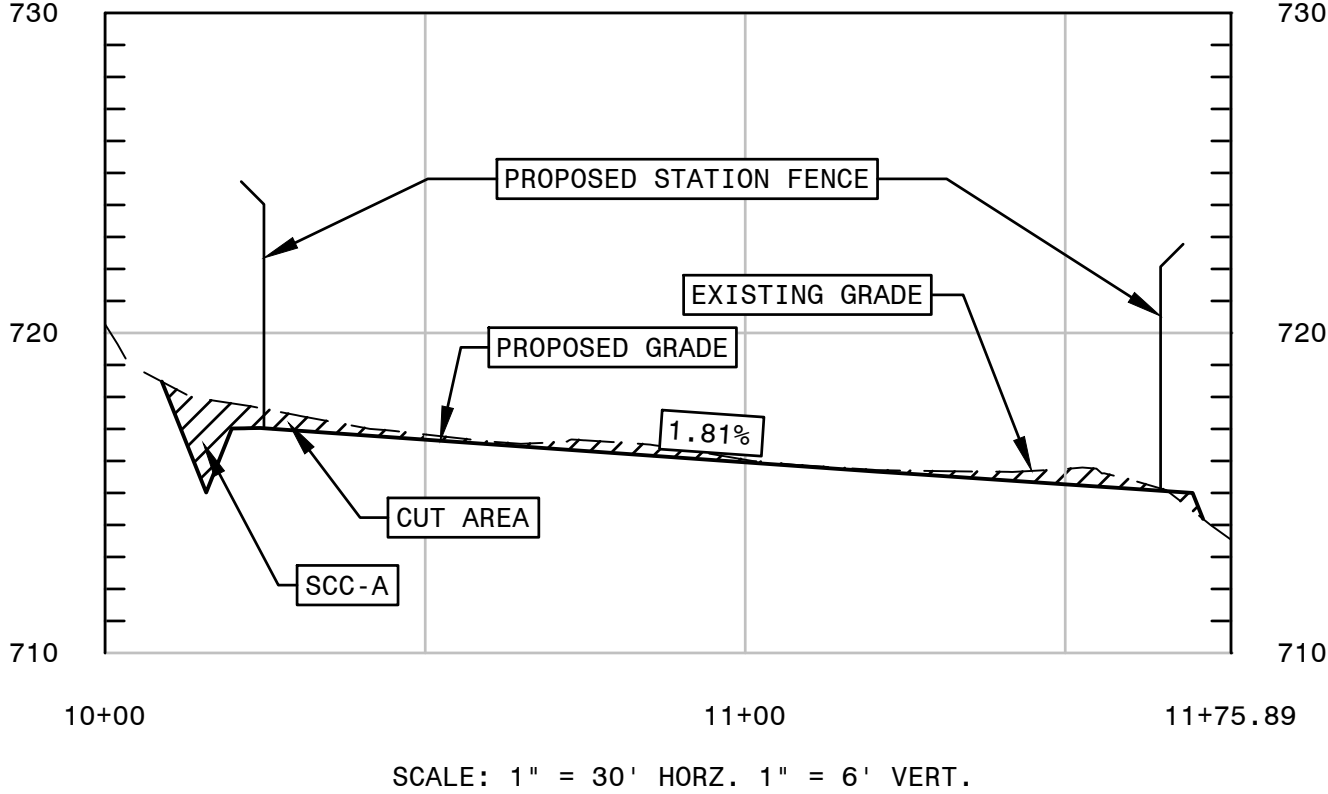 730 730
PROPOSED STATION FENCE
EXISTING GRADE
720 720
PROPOSED GRADE
1.81%
CUT AREA
SCC-A
710 710
10+00 11+00 11+75.89
SCALE: 1" = 30' HORZ. 1" = 6' VERT.